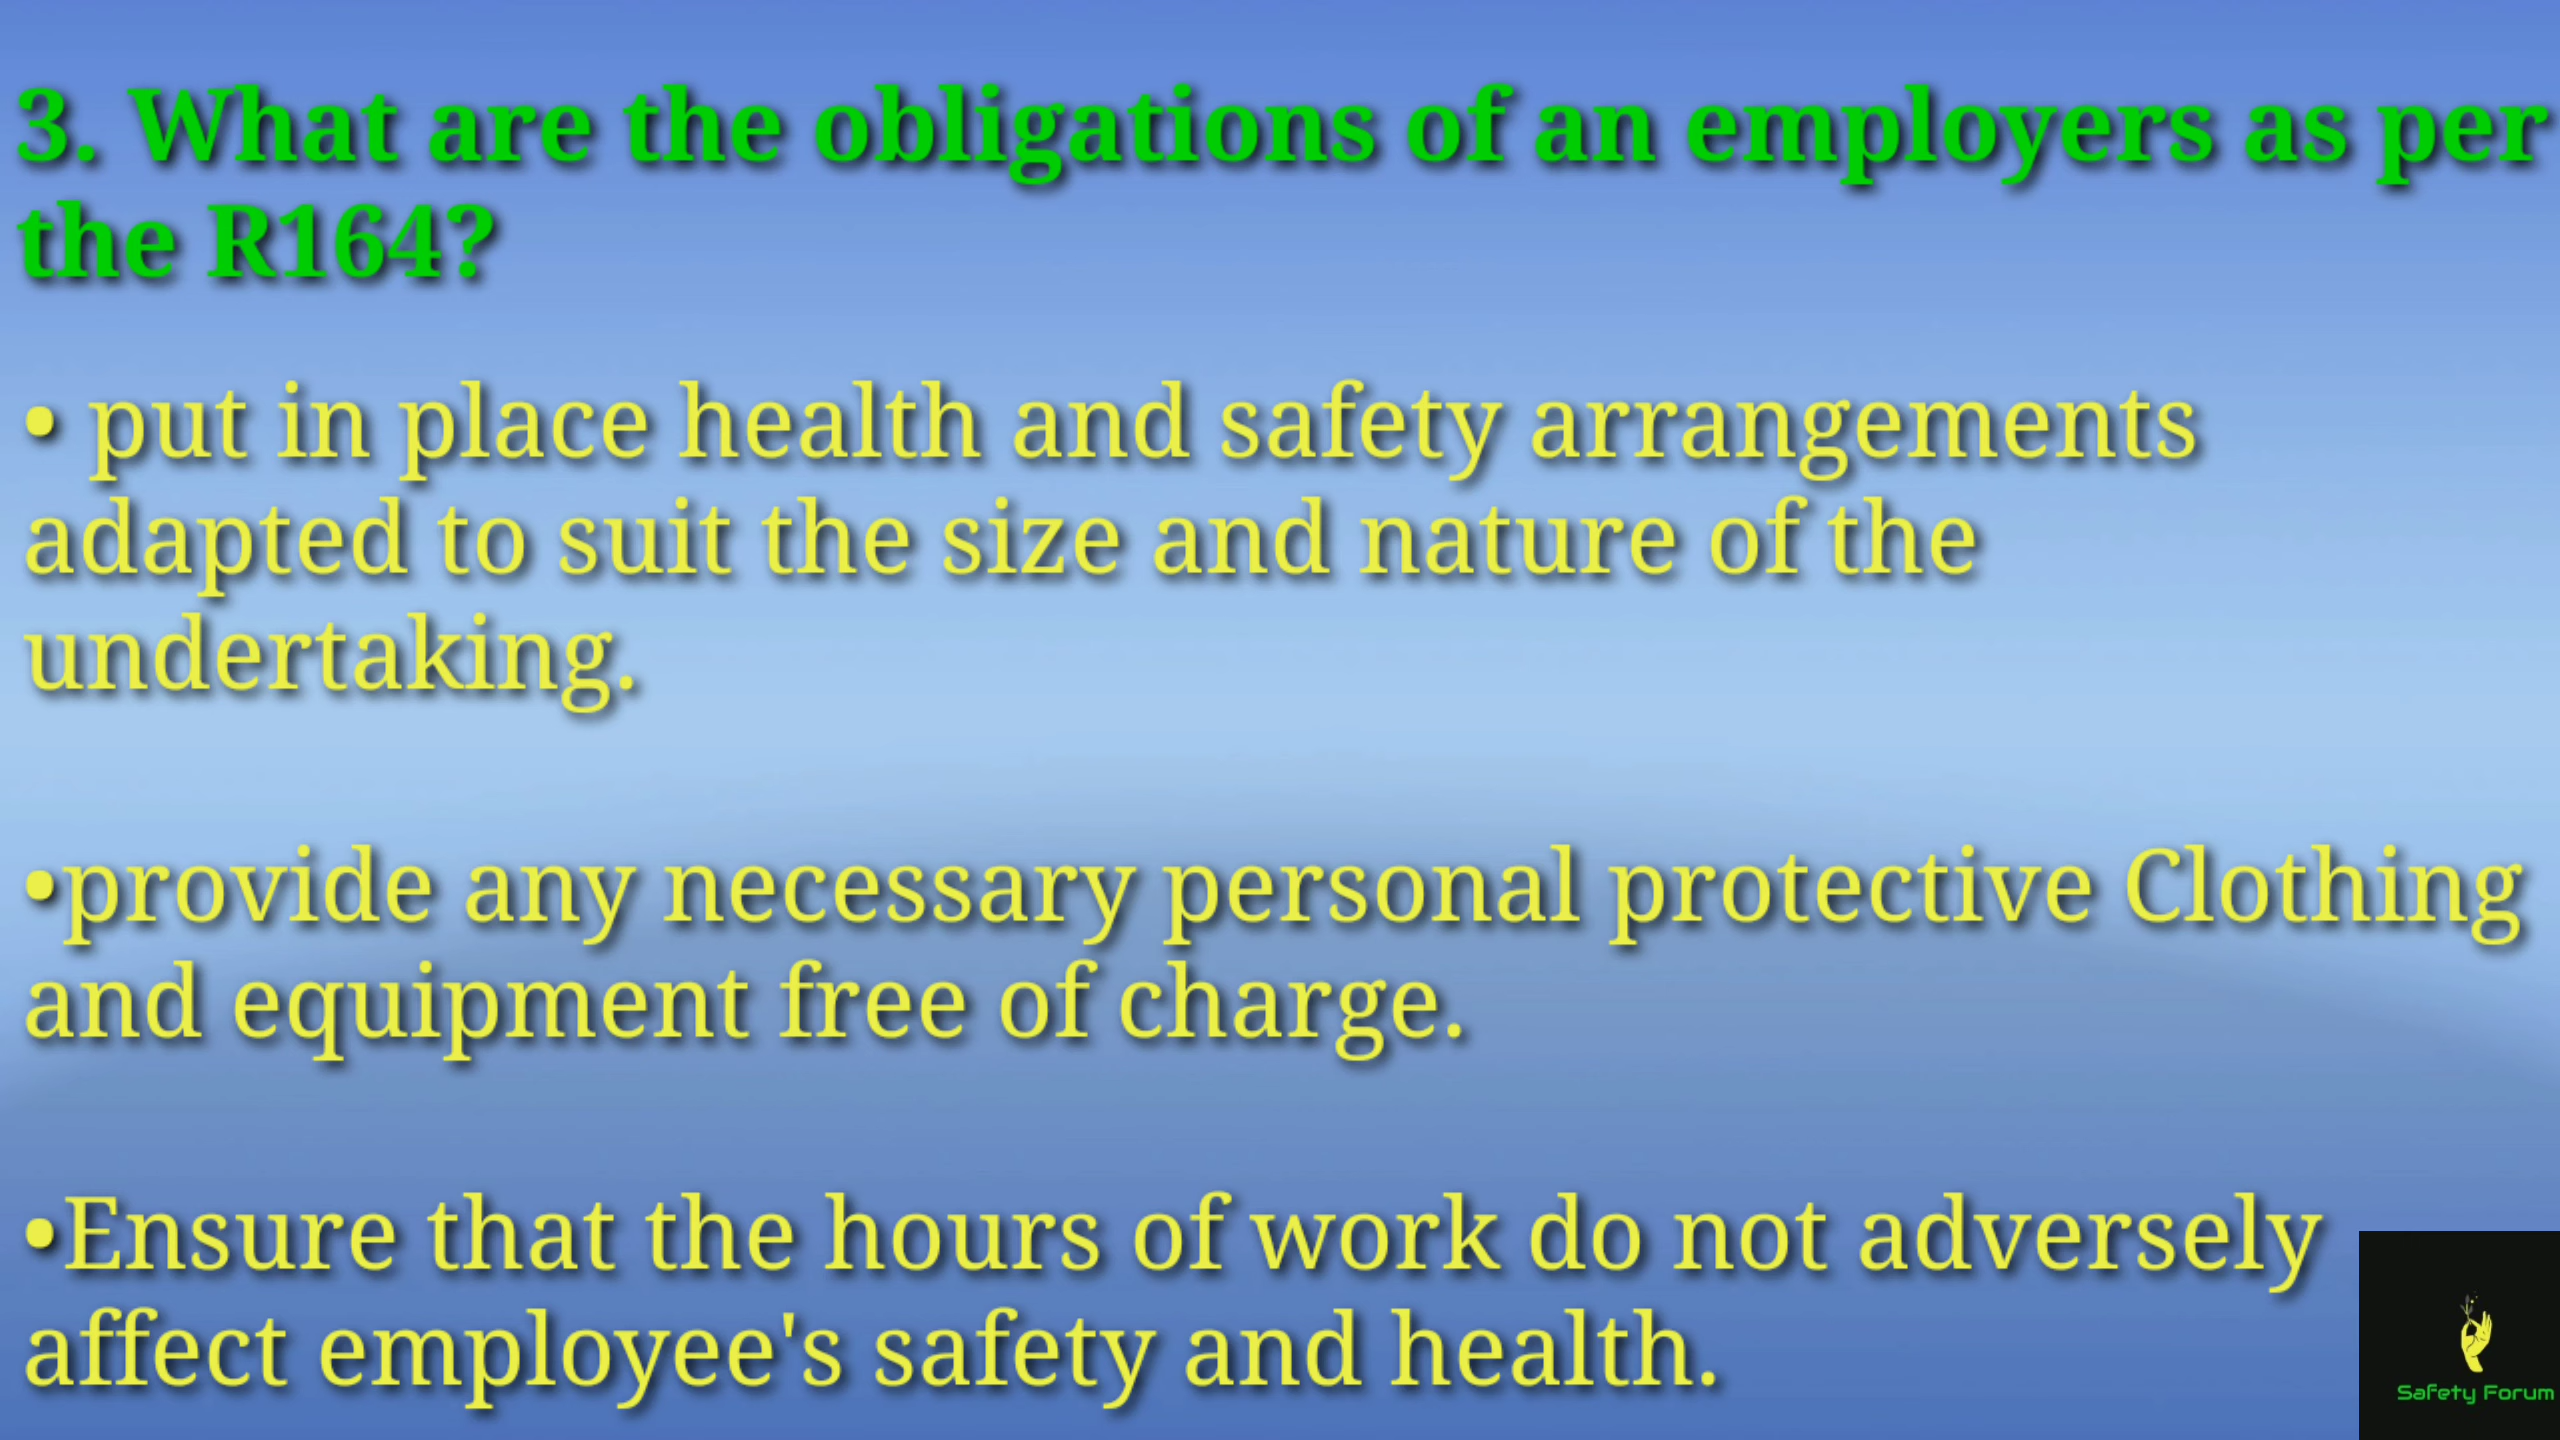 3. What are the obligations of an employers as per
the R164?
• put in place health and safety arrangements
adapted to suit the size and nature of the
undertaking.
•provide any necessary personal protective Clothing
and equipment free of charge.
•Ensure that the hours of work do not adversely
affect employee's safety and health.
Safety Forum